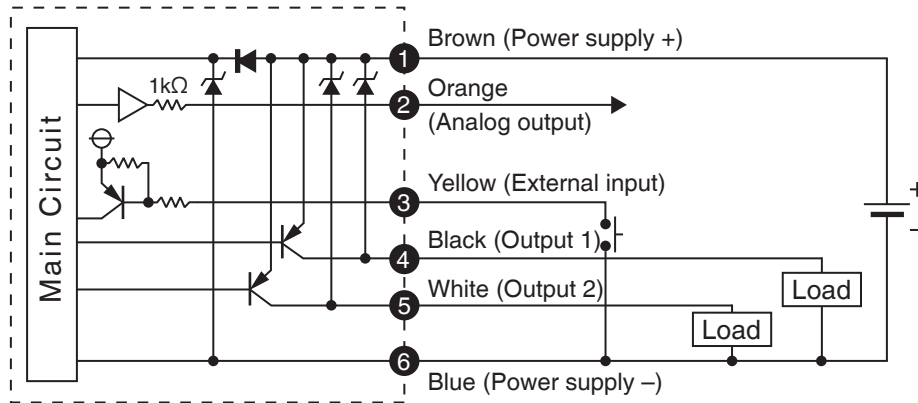 Main Circuit
1kΩ
1 Brown (Power supply +)
2 Orange
(Analog output)
3 Yellow (External input)
4 Black (Output 1)
5 White (Output 2)
6
Blue (Power supply –)
Load
Load
+
–